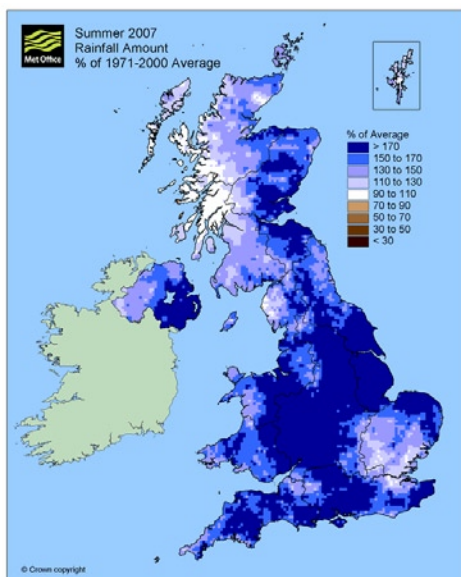 Met Office
Summer 2007
Rainfall Amount
% of 1971-2000 Average
% of Average
> 170
150 to 170
130 to 150
110 to 130
90 to 110
70 to 90
50 to 70
30 to 50
< 30
© Crown copyright